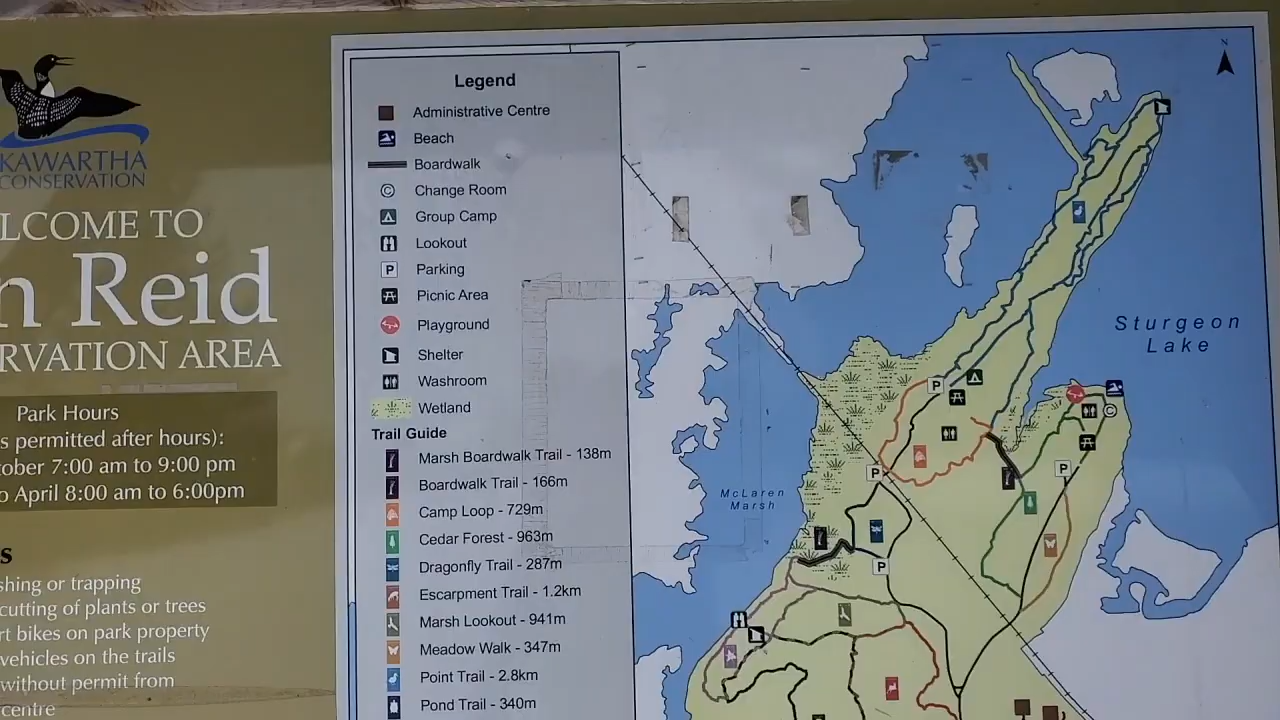 KAWARTHA
CONSERVATION
LCOME TO
n Reid
RVATION AREA
Park Hours
s permitted after hours):
tober 7:00 am to 9:00 pm
o April 8:00 am to 6:00pm
s
shing or trapping
cutting of plants or trees
rt bikes on park property
vehicles on the trails
without permit from
centre
Legend
Administrative Centre
Beach
Boardwalk
© Change Room
Group Camp
Lookout
P Parking
Picnic Area
Playground
Shelter
Washroom
Wetland
Trail Guide
Marsh Boardwalk Trail - 138m
Boardwalk Trail - 166m
Camp Loop - 729m
Cedar Forest - 963m
Dragonfly Trail - 287m
Escarpment Trail - 1.2km
Marsh Lookout - 941m
Meadow Walk - 347m
Point Trail - 2.8km
Pond Trail - 340m
N
Sturgeon
Lake
P
©
P
P
McLaren
Marsh
P